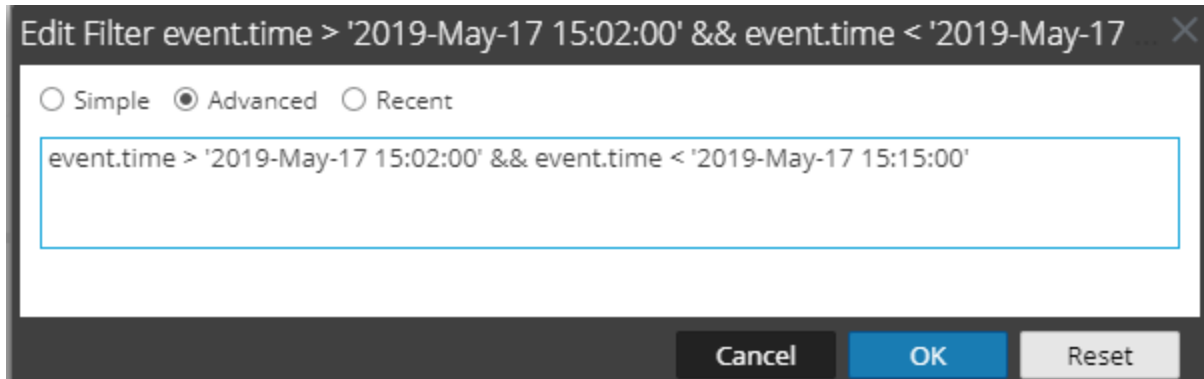 Edit Filter event.time > '2019-May-17 15:02:00' && event.time < '2019-May-17 ...
Simple Advanced Recent
event.time > '2019-May-17 15:02:00' && event.time < '2019-May-17 15:15:00'
Cancel OK Reset